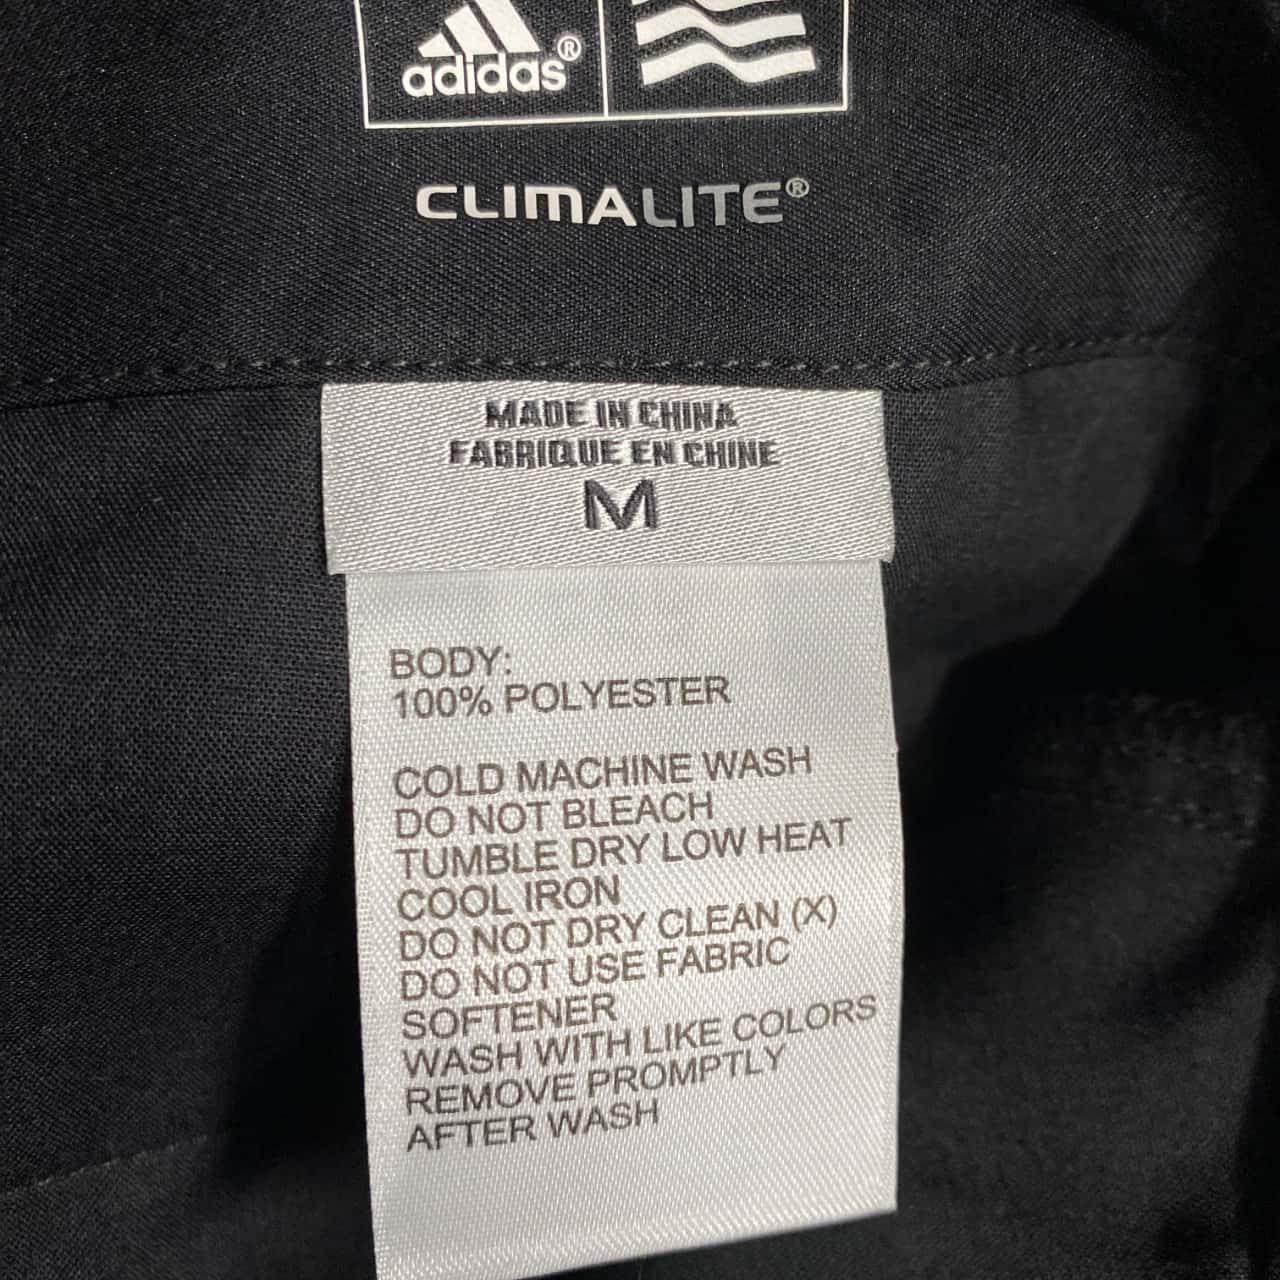 adidas®
CLIMALITE®
MADE IN CHINA
FABRIQUE EN CHINE
M
BODY:
100% POLYESTER
COLD MACHINE WASH
DO NOT BLEACH
TUMBLE DRY LOW HEAT
COOL IRON
DO NOT DRY CLEAN (X)
DO NOT USE FABRIC
SOFTENER
WASH WITH LIKE COLORS
REMOVE PROMPTLY
AFTER WASH